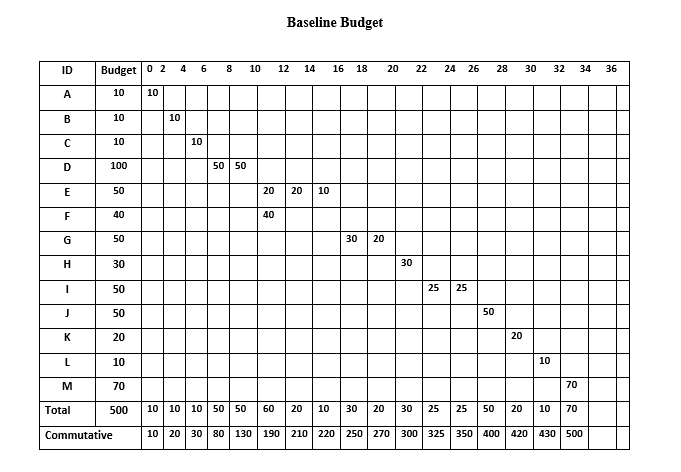 Baseline Budget
ID Budget 0 2 4 6 8 10 12 14 16 18 20 22 24 26 28 30 32 34 36
A 10 10
B 10 10
C 10 10
D 100 50 50
E 50 20 20 10
F 40 40
G 50 30 20
H 30 30
I 50 25 25
J 50 50
K 20 20
L 10 10
M 70 70
Total 500 10 10 10 50 50 60 20 10 30 20 30 25 25 50 20 10 70
Commutative 10 20 30 80 130 190 210 220 250 270 300 325 350 400 420 430 500